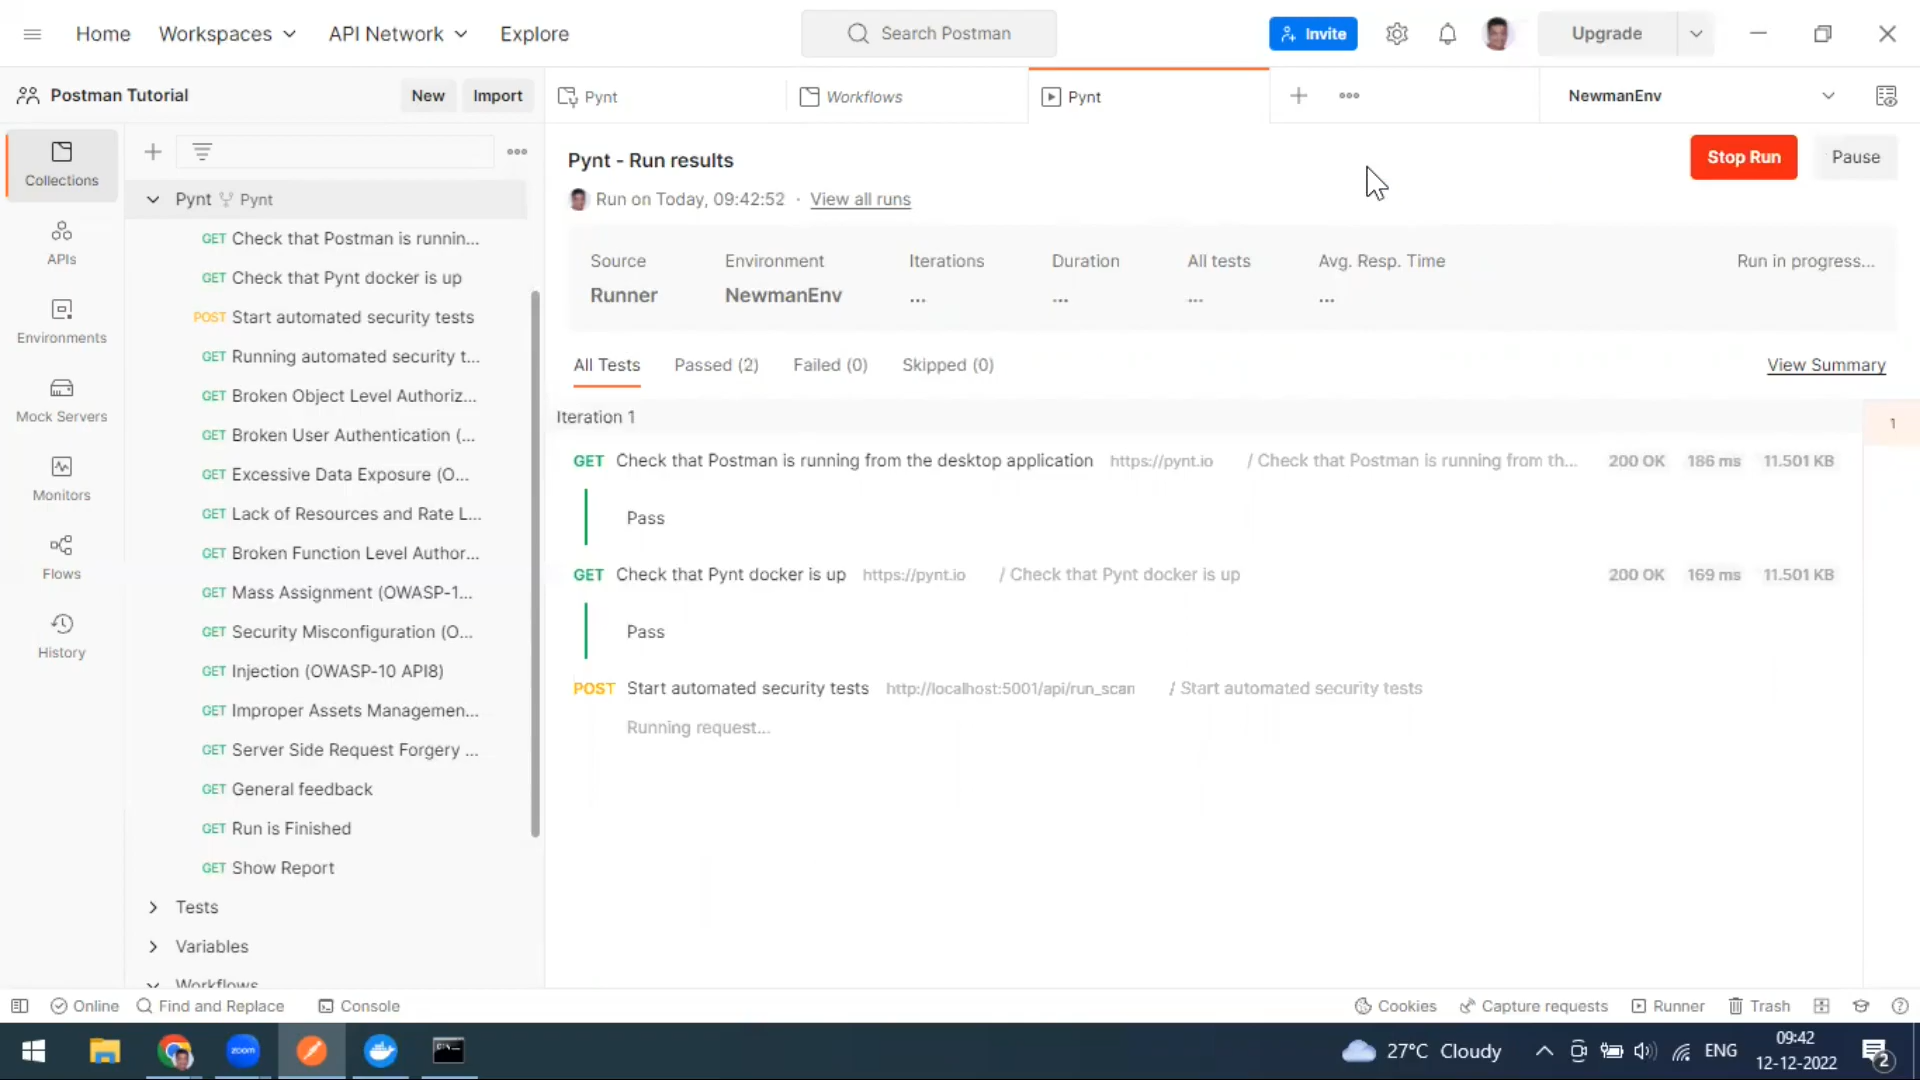 Home
Workspaces
API Network
Explore
Search Postman
Invite
Upgrade
Postman Tutorial
New
Import
Pynt
Workflows
Pynt
NewmanEnv
Collections
APIs
Environments
Mock Servers
Monitors
Flows
History
Pynt Pynt
GET Check that Postman is runnin...
GET Check that Pynt docker is up
POST Start automated security tests
GET Running automated security t...
GET Broken Object Level Authoriz...
GET Broken User Authentication (...
GET Excessive Data Exposure (O...
GET Lack of Resources and Rate L...
GET Broken Function Level Author...
GET Mass Assignment (OWASP-1...
GET Security Misconfiguration (O...
GET Injection (OWASP-10 API8)
GET Improper Assets Managemen...
GET Server Side Request Forgery ...
GET General feedback
GET Run is Finished
GET Show Report
Tests
Variables
Workflows
Pynt - Run results
Stop Run
Pause
Run on Today, 09:42:52 · View all runs
Source Environment Iterations Duration All tests Avg. Resp. Time Run in progress...
Runner NewmanEnv ... ... ... ...
All Tests Passed (2) Failed (0) Skipped (0) View Summary
Iteration 1
1
GET Check that Postman is running from the desktop application https://pynt.io / Check that Postman is running from th... 200 OK 186 ms 11.501 KB
Pass
GET Check that Pynt docker is up https://pynt.io / Check that Pynt docker is up 200 OK 169 ms 11.501 KB
Pass
POST Start automated security tests http://localhost:5001/api/run_scan / Start automated security tests
Running request...
Online
Find and Replace
Console
Cookies
Capture requests
Runner
Trash
zoom
27°C Cloudy
ENG
09:42
12-12-2022
2